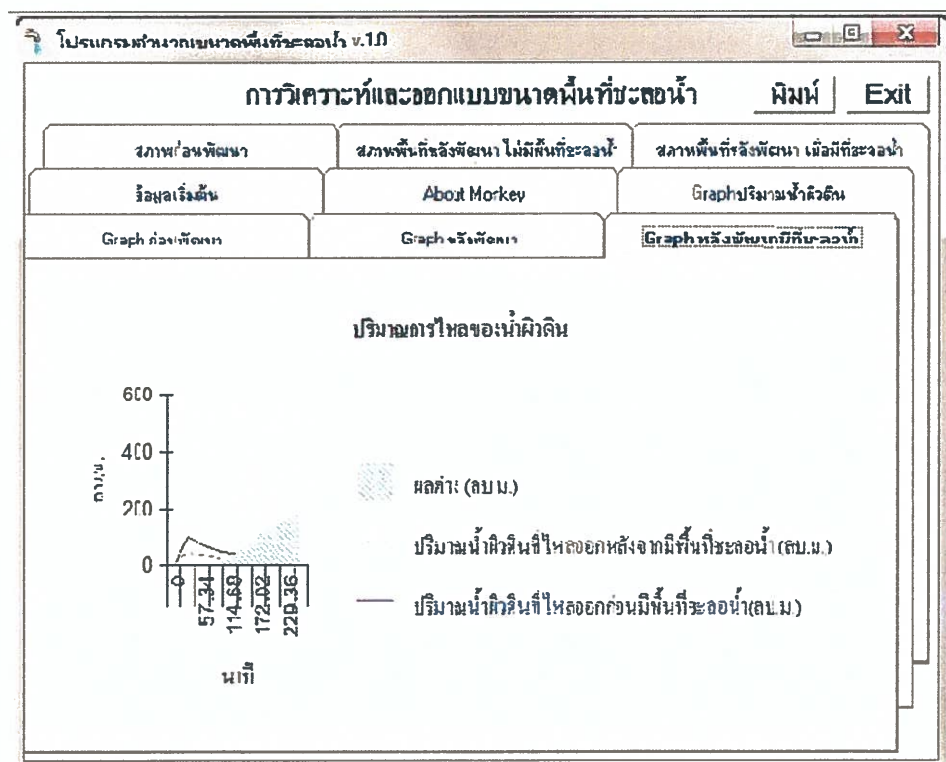 โปรแกรมคำนวณขนาดพื้นที่ชะลอน้ำ v.1.0
การวิเคราะห์และออกแบบขนาดพื้นที่ชะลอน้ำ พิมพ์ Exit
สภาพก่อนพัฒนา สภาพพื้นที่หลังพัฒนา ไม่มีพื้นที่ชะลอน้ำ สภาพพื้นที่หลังพัฒนา เมื่อมีที่ชะลอน้ำ
ข้อมูลเริ่มต้น About Monkey Graphปริมาณน้ำผิวดิน
Graph ก่อนพัฒนา Graph หลังพัฒนา Graph หลังพัฒนามีที่ชะลอน้ำ
ปริมาณการไหลของน้ำผิวดิน
600
400
200
0
ลบ.ม.
0 57.34 114.68 172.02 229.36
นาที
ผลต่าง (ลบ.ม.)
ปริมาณน้ำผิวดินที่ไหลออกหลังจากมีพื้นที่ชะลอน้ำ (ลบ.ม.)
ปริมาณน้ำผิวดินที่ไหลออกก่อนมีพื้นที่ชะลอน้ำ(ลบ.ม.)